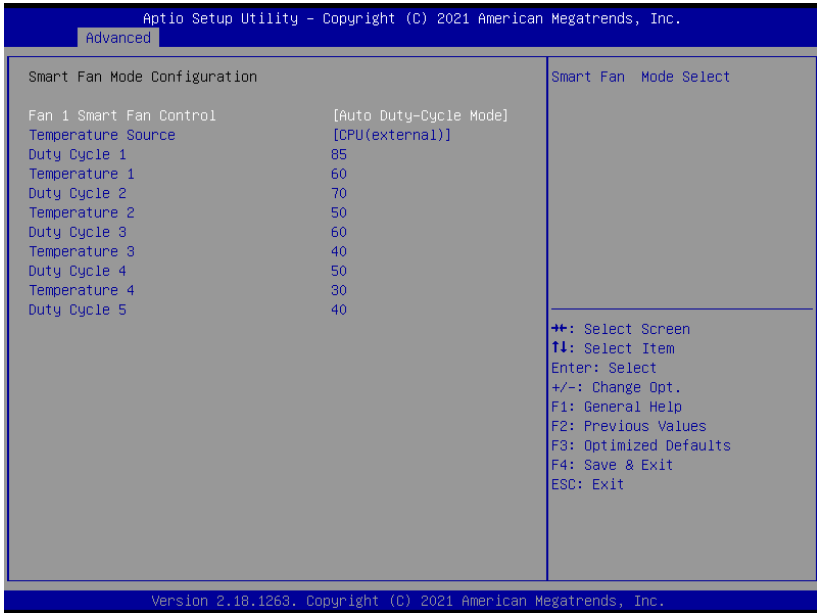 Aptio Setup Utility – Copyright (C) 2021 American Megatrends, Inc.
Advanced
Smart Fan Mode Configuration
Fan 1 Smart Fan Control [Auto Duty-Cycle Mode]
Temperature Source [CPU(external)]
Duty Cycle 1 85
Temperature 1 60
Duty Cycle 2 70
Temperature 2 50
Duty Cycle 3 60
Temperature 3 40
Duty Cycle 4 50
Temperature 4 30
Duty Cycle 5 40
Smart Fan  Mode Select
→←: Select Screen
↑↓: Select Item
Enter: Select
+/-: Change Opt.
F1: General Help
F2: Previous Values
F3: Optimized Defaults
F4: Save & Exit
ESC: Exit
Version 2.18.1263. Copyright (C) 2021 American Megatrends, Inc.